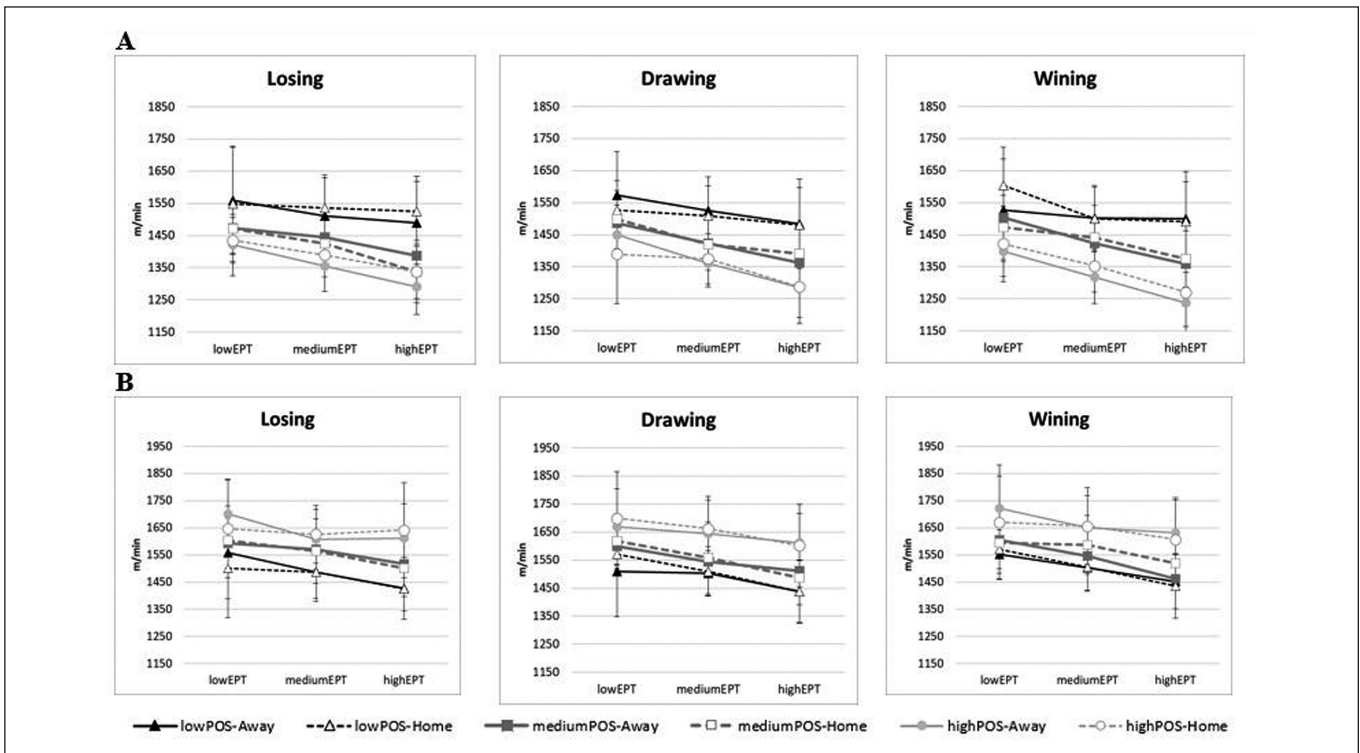 A
Losing
Drawing
Wining
1850
1750
1650
1550
1450
1350
1250
1150
m/min
lowEPT mediumEPT highEPT
1850
1750
1650
1550
1450
1350
1250
1150
m/min
lowEPT mediumEPT highEPT
1850
1750
1650
1550
1450
1350
1250
1150
m/min
lowEPT mediumEPT highEPT
B
Losing
Drawing
Wining
1950
1850
1750
1650
1550
1450
1350
1250
1150
m/min
lowEPT mediumEPT highEPT
1950
1850
1750
1650
1550
1450
1350
1250
1150
m/min
lowEPT mediumEPT highEPT
1950
1850
1750
1650
1550
1450
1350
1250
1150
m/min
lowEPT mediumEPT highEPT
lowPOS-Away lowPOS-Home mediumPOS-Away mediumPOS-Home highPOS-Away highPOS-Home